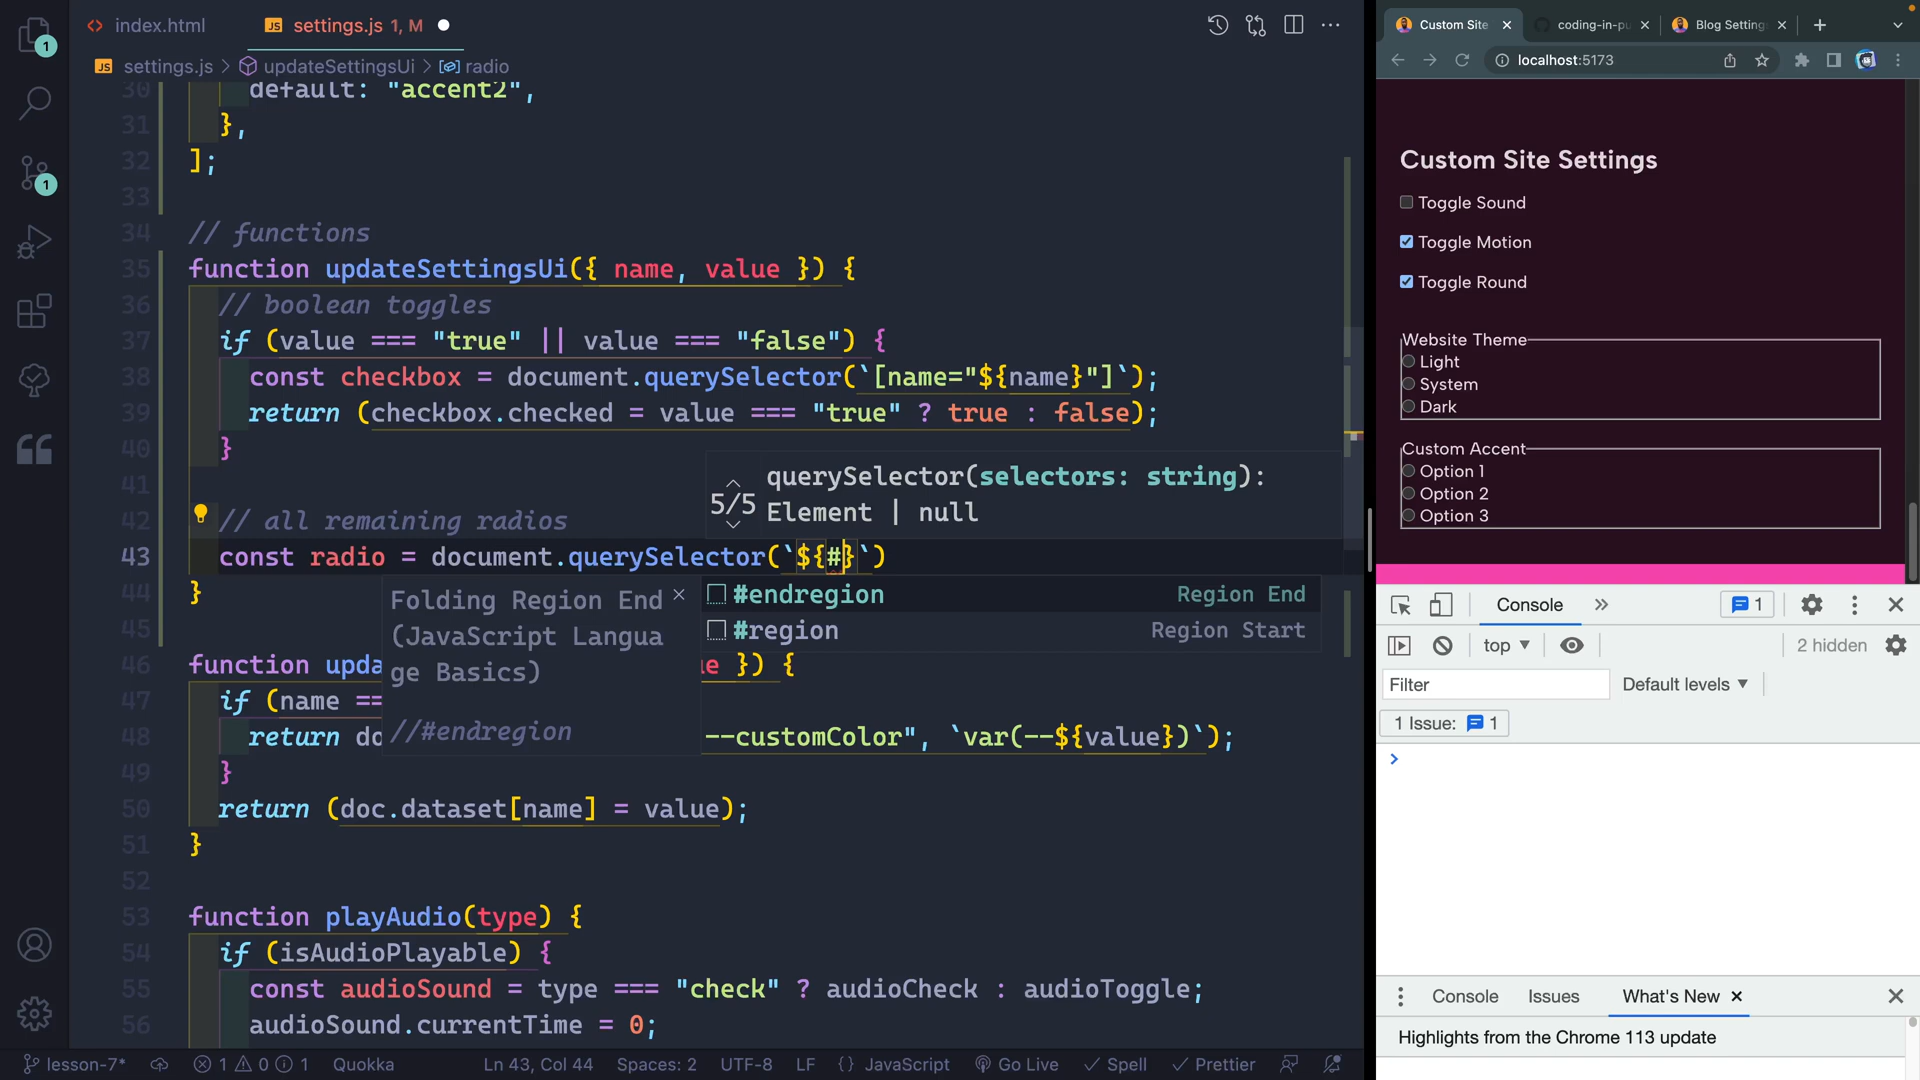 index.html
settings.js 1, M
settings.js > updateSettingsUi > radio
30 default: "accent2",
31 },
32 ];
33
34 // functions
35 function updateSettingsUi({ name, value }) {
36 // boolean toggles
37 if (value === "true" || value === "false") {
38 const checkbox = document.querySelector(`[name="${name}"]`);
39 return (checkbox.checked = value === "true" ? true : false);
40 }
41
42 // all remaining radios
43 const radio = document.querySelector(`${#}`)
44 }
45
46 function upda
e }) {
47 if (name ==
48 return do
--customColor", `var(--${value})`);
49 }
50 return (doc.dataset[name] = value);
51 }
52
53 function playAudio(type) {
54 if (isAudioPlayable) {
55 const audioSound = type === "check" ? audioCheck : audioToggle;
56 audioSound.currentTime = 0;
5/5
querySelector(selectors: string):
Element | null
Folding Region End
(JavaScript Langua
ge Basics)
//#endregion
#endregion Region End
#region Region Start
1
1
lesson-7*
1 0 1
Quokka
Ln 43, Col 44
Spaces: 2
UTF-8
LF
{} JavaScript
Go Live
Spell
Prettier
Custom Site
coding-in-pu
Blog Setting
localhost:5173
Custom Site Settings
Toggle Sound
Toggle Motion
Toggle Round
Website Theme
Light
System
Dark
Custom Accent
Option 1
Option 2
Option 3
Console
1
top
2 hidden
Filter
Default levels
1 Issue: 1
Console
Issues
What's New
Highlights from the Chrome 113 update